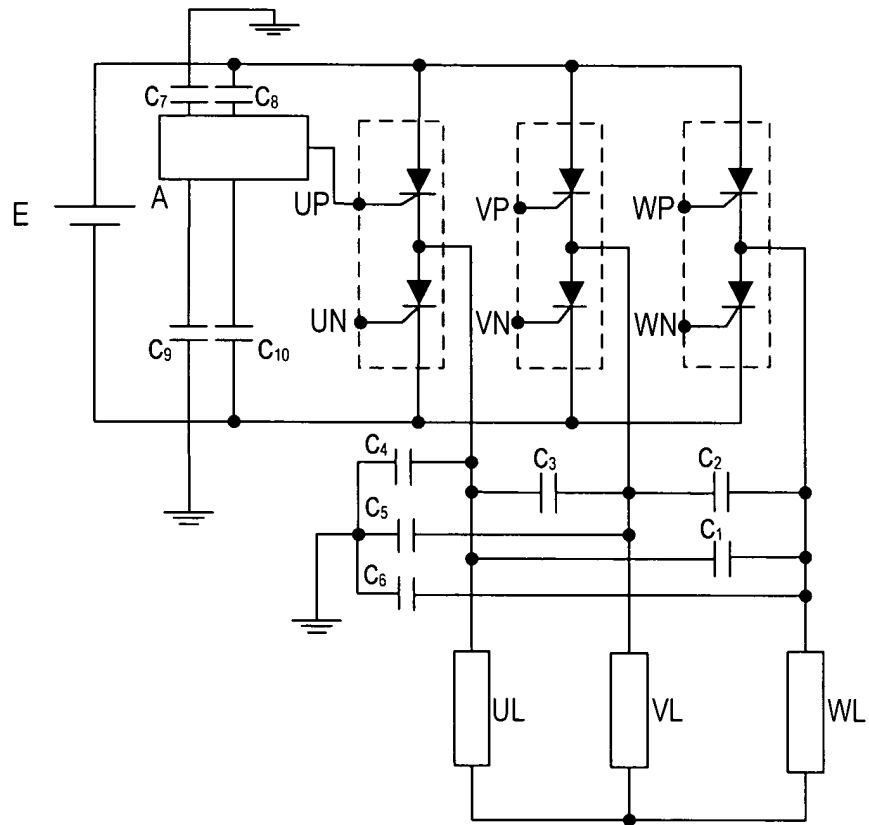 C₇ C₈
E A UP VP WP
UN VN WN
C₉ C₁₀
C₄ C₃ C₂
C₅ C₁
C₆
UL VL WL